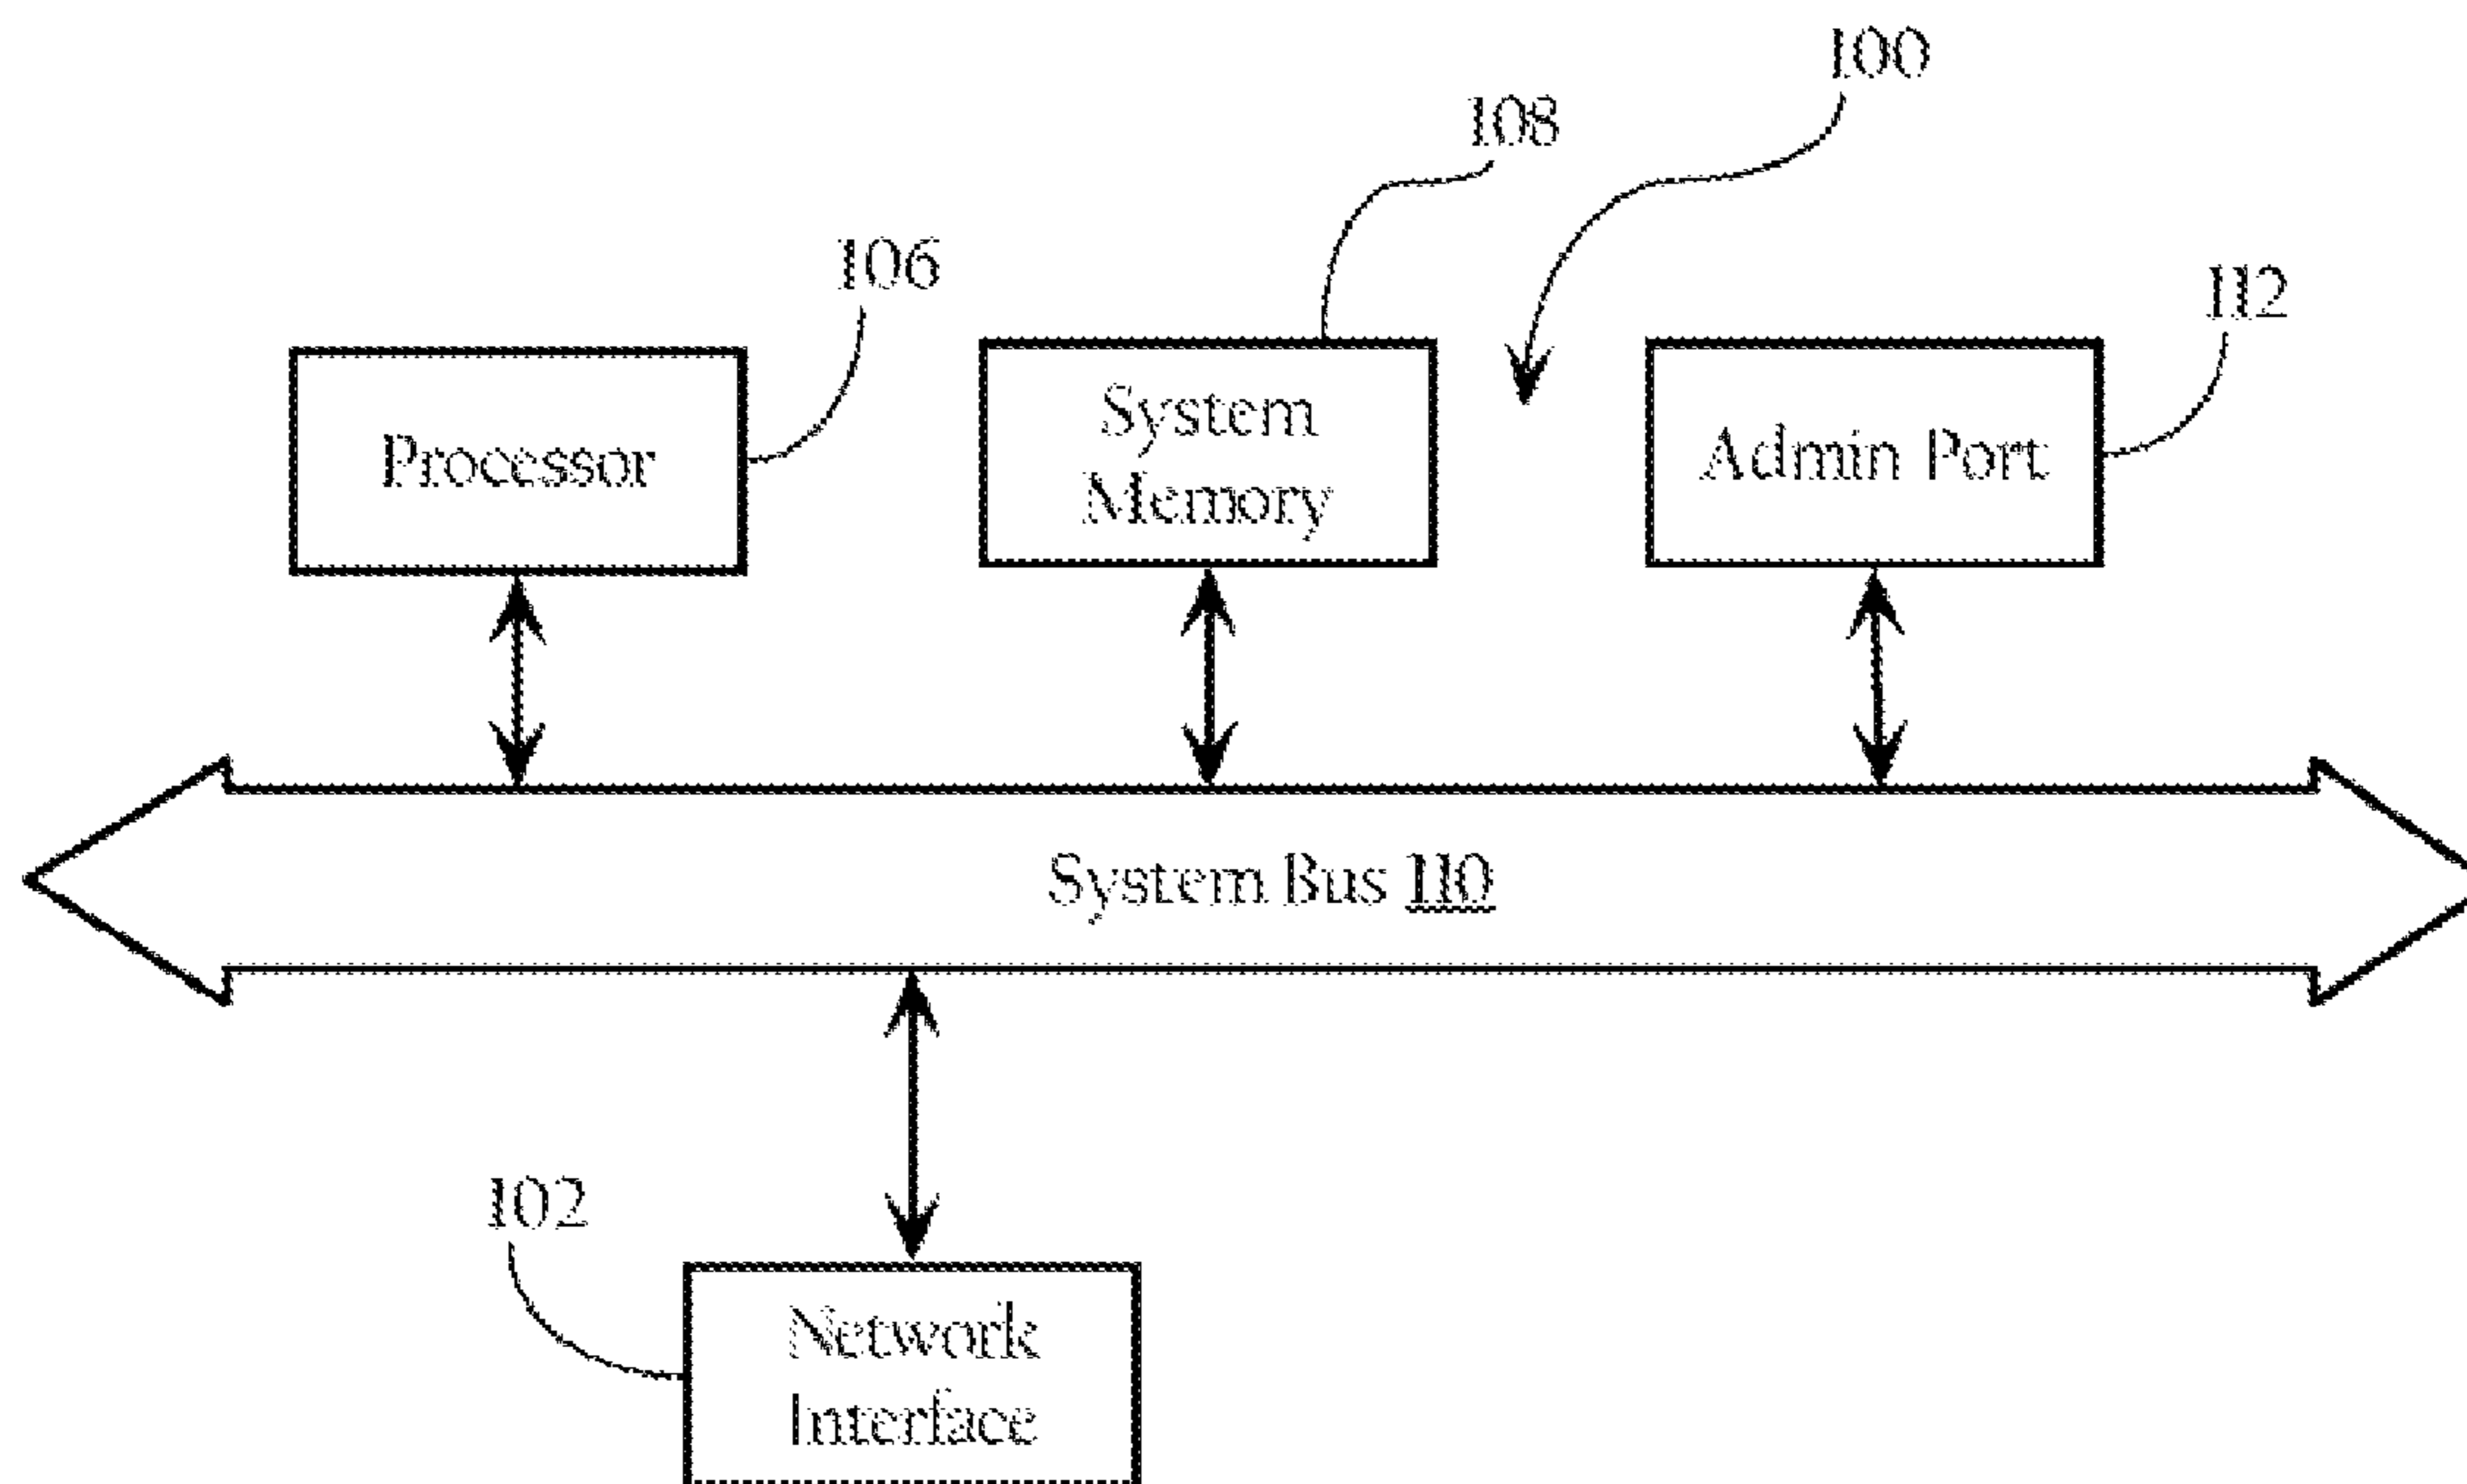 100
108
106
112
Processor
System
Memory
Admin Port
System Bus 110
102
Network
Interface